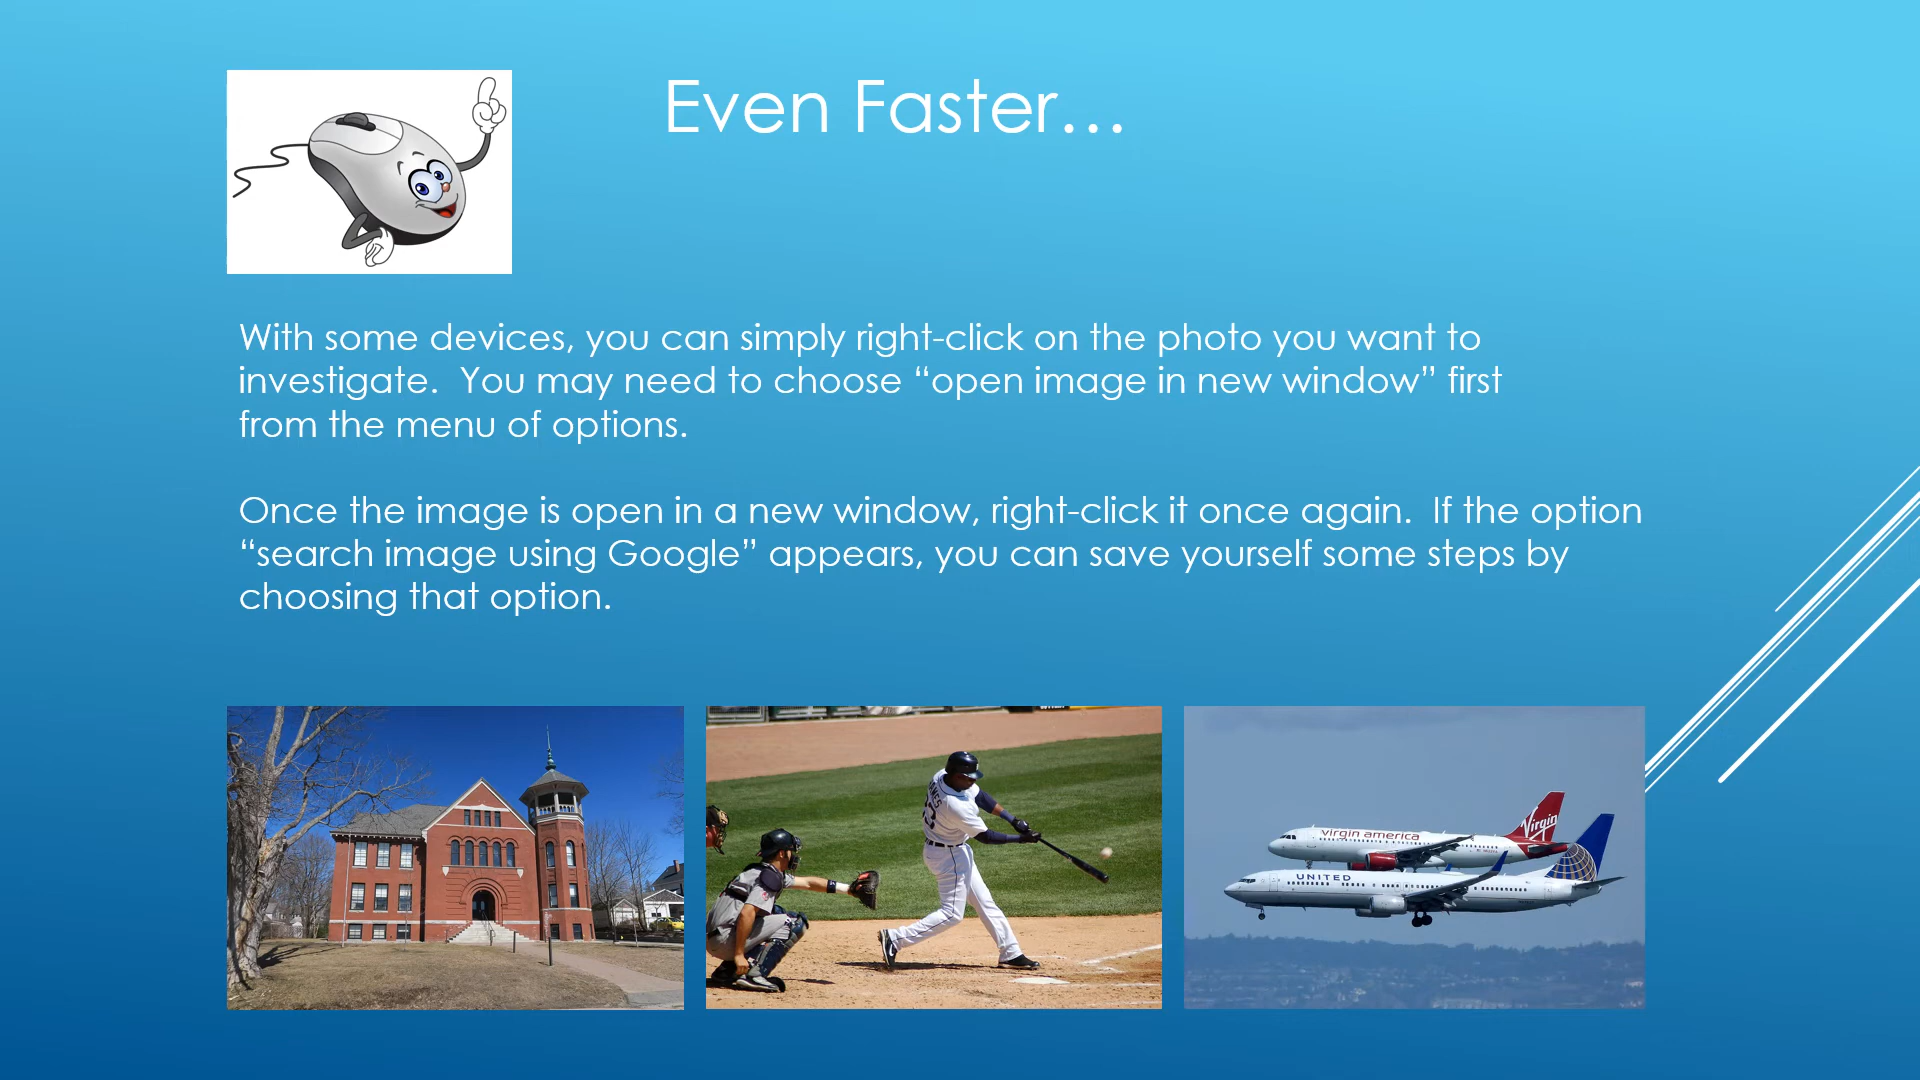 Even Faster…
With some devices, you can simply right-click on the photo you want to
investigate.  You may need to choose “open image in new window” first
from the menu of options.
Once the image is open in a new window, right-click it once again.  If the option
“search image using Google” appears, you can save yourself some steps by
choosing that option.
virgin america
Virgin
UNITED